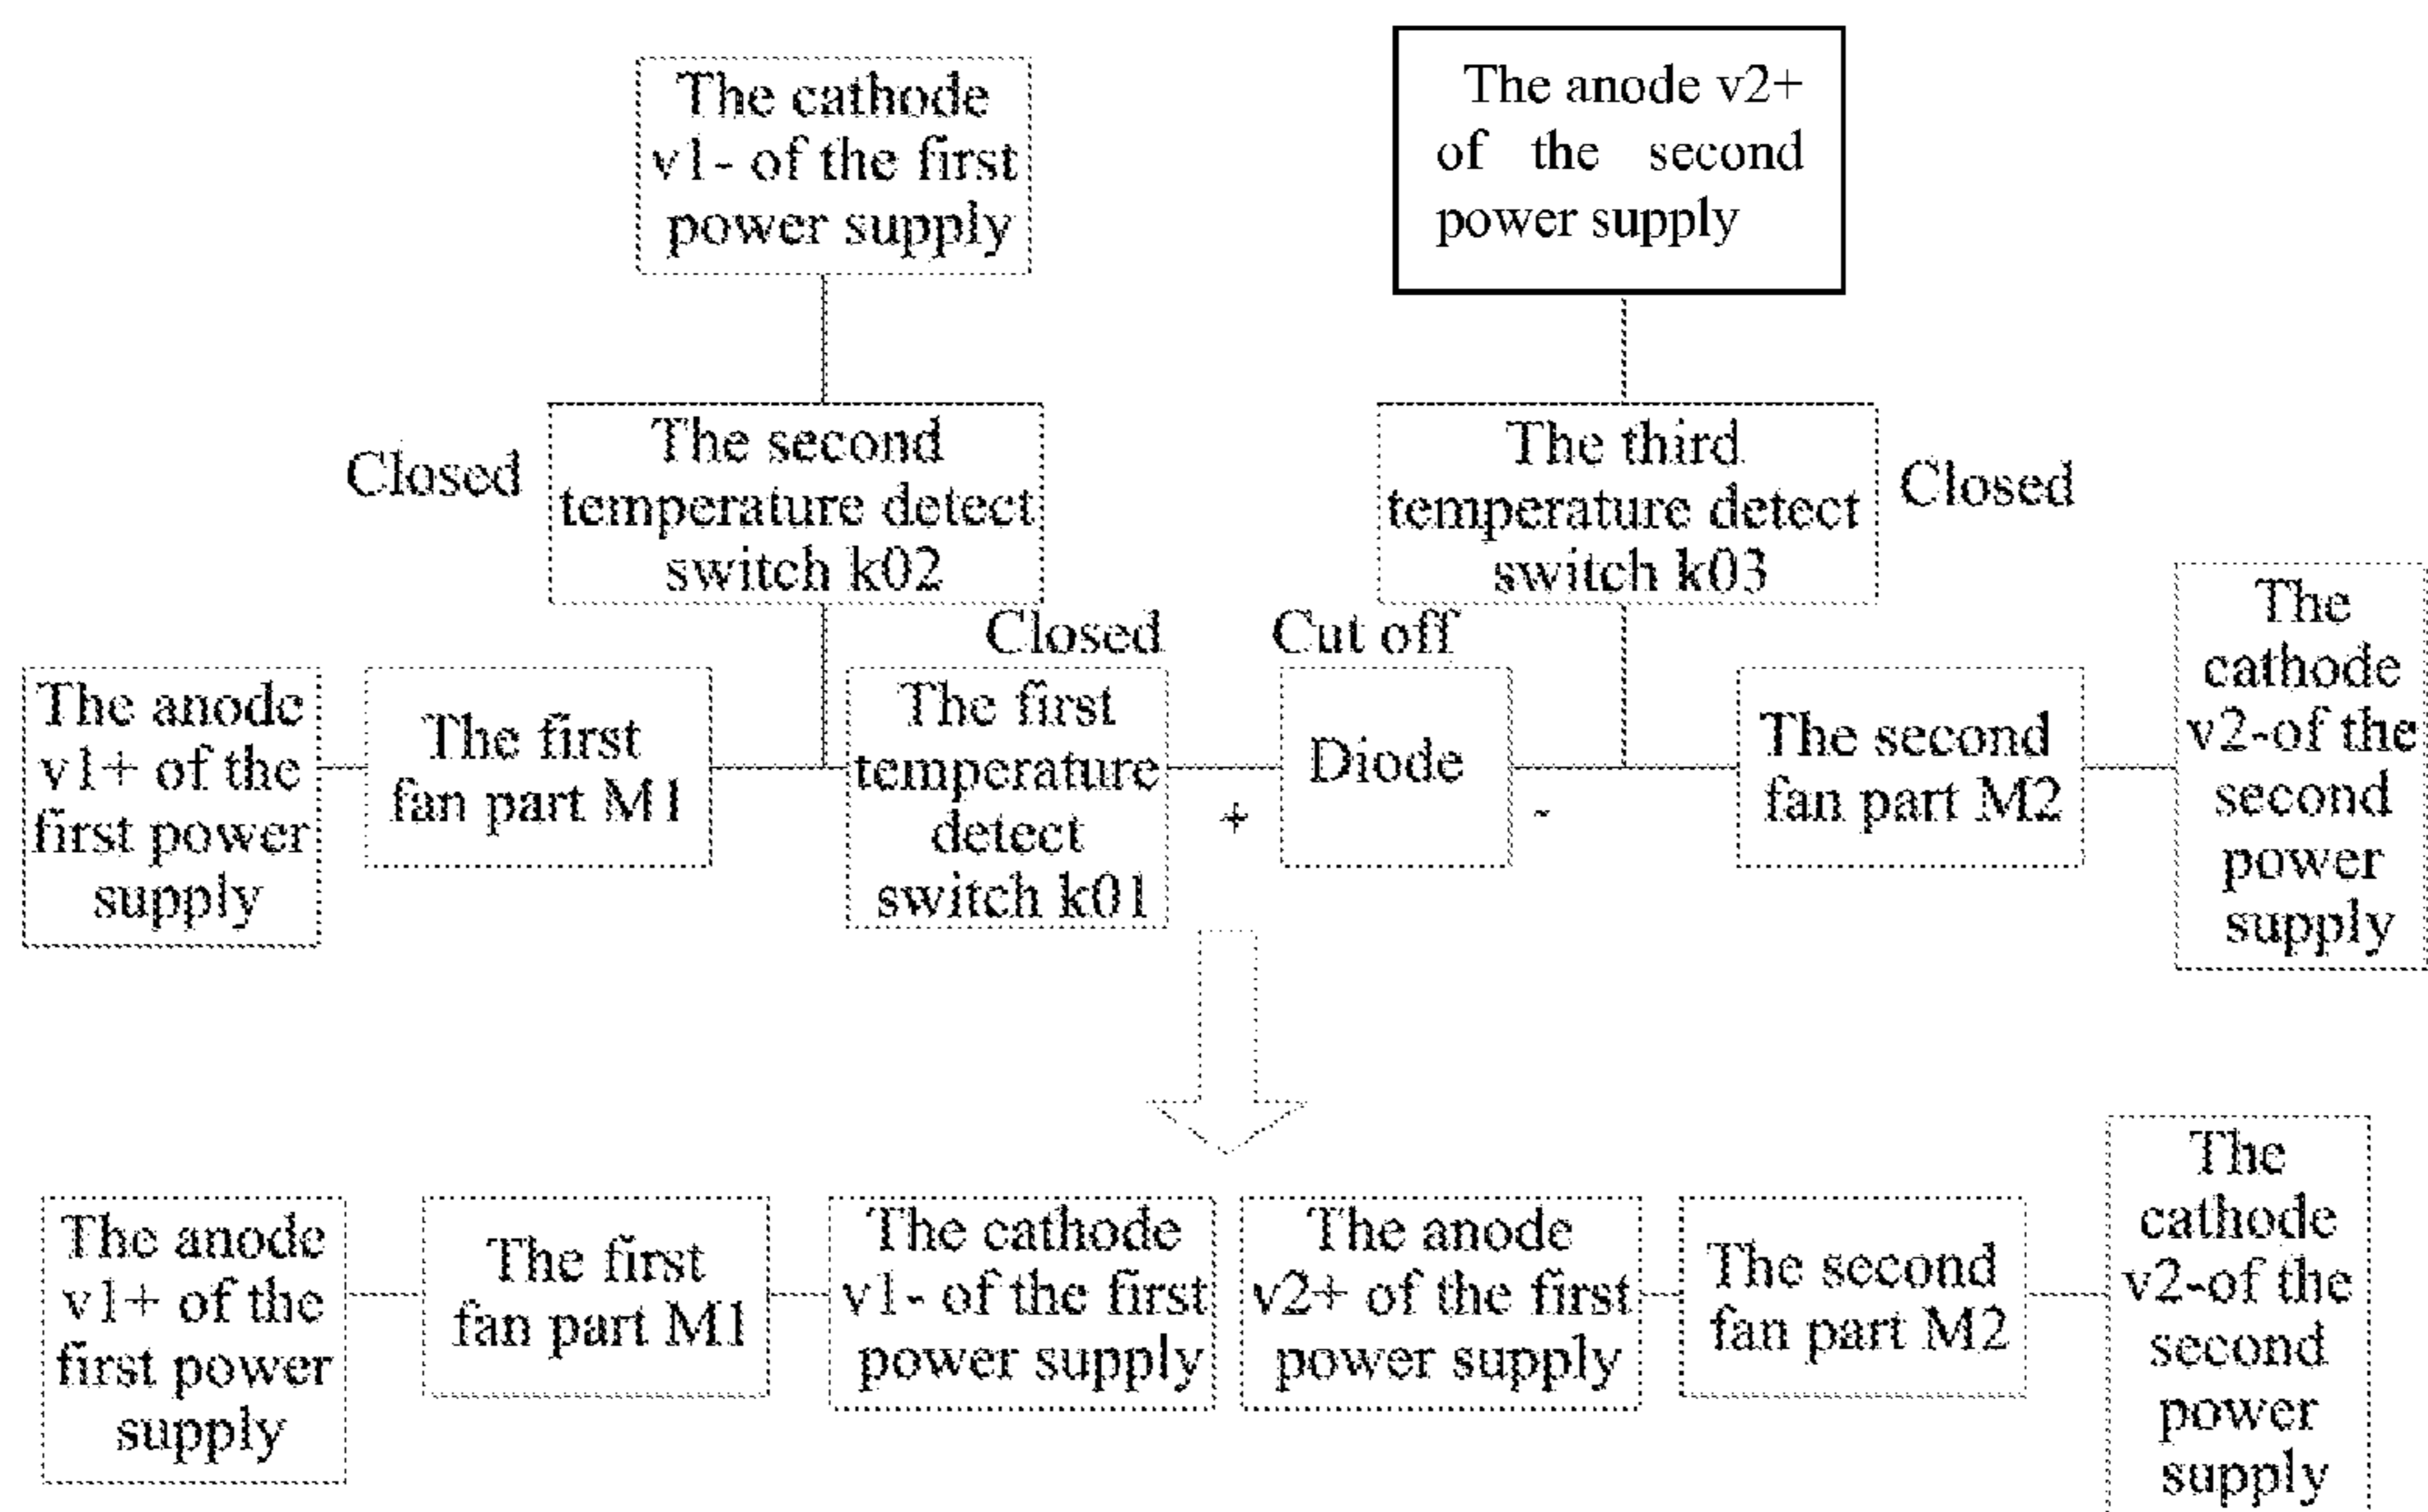 The cathode
v1- of the first
power supply
The anode v2+
of the second
power supply
Closed
The second
temperature detect
switch k02
The third
temperature detect
switch k03
Closed
Closed
Cut off
The anode
v1+ of the
first power
supply
The first
fan part M1
The first
temperature
detect
switch k01
+
Diode
-
The second
fan part M2
The
cathode
v2-of the
second
power
supply
The anode
v1+ of the
first power
supply
The first
fan part M1
The cathode
v1- of the first
power supply
The anode
v2+ of the first
power supply
The second
fan part M2
The
cathode
v2-of the
second
power
supply